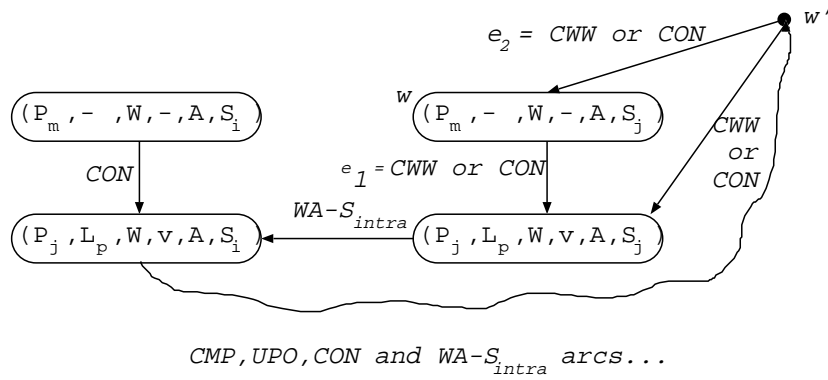 w'
e2 = CWW or CON
w
(Pm,- ,W,-,A,Si )
(Pm,- ,W,-,A,Sj )
CWW
or
CON
CON
e1=CWW or CON
WA-Sintra
(Pj,Lp,W,v,A,Si )
(Pj,Lp,W,v,A,Sj )
CMP,UPO,CON and WA-Sintra arcs...